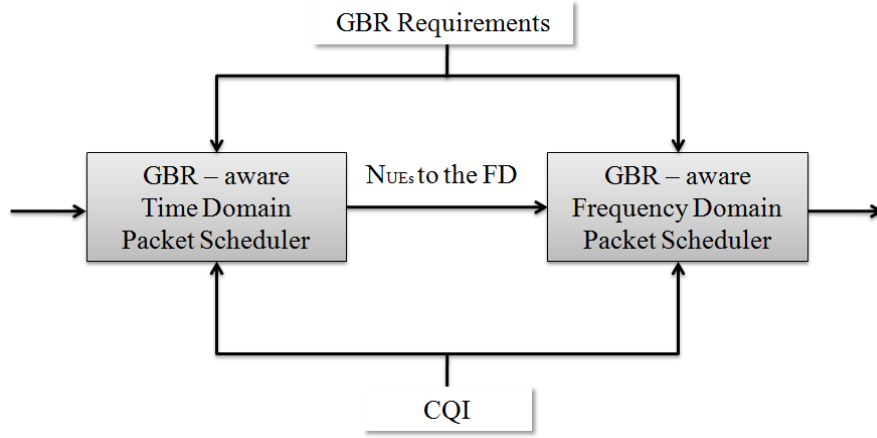 GBR Requirements
GBR – aware
Time Domain
Packet Scheduler
NUEs to the FD
GBR – aware
Frequency Domain
Packet Scheduler
CQI